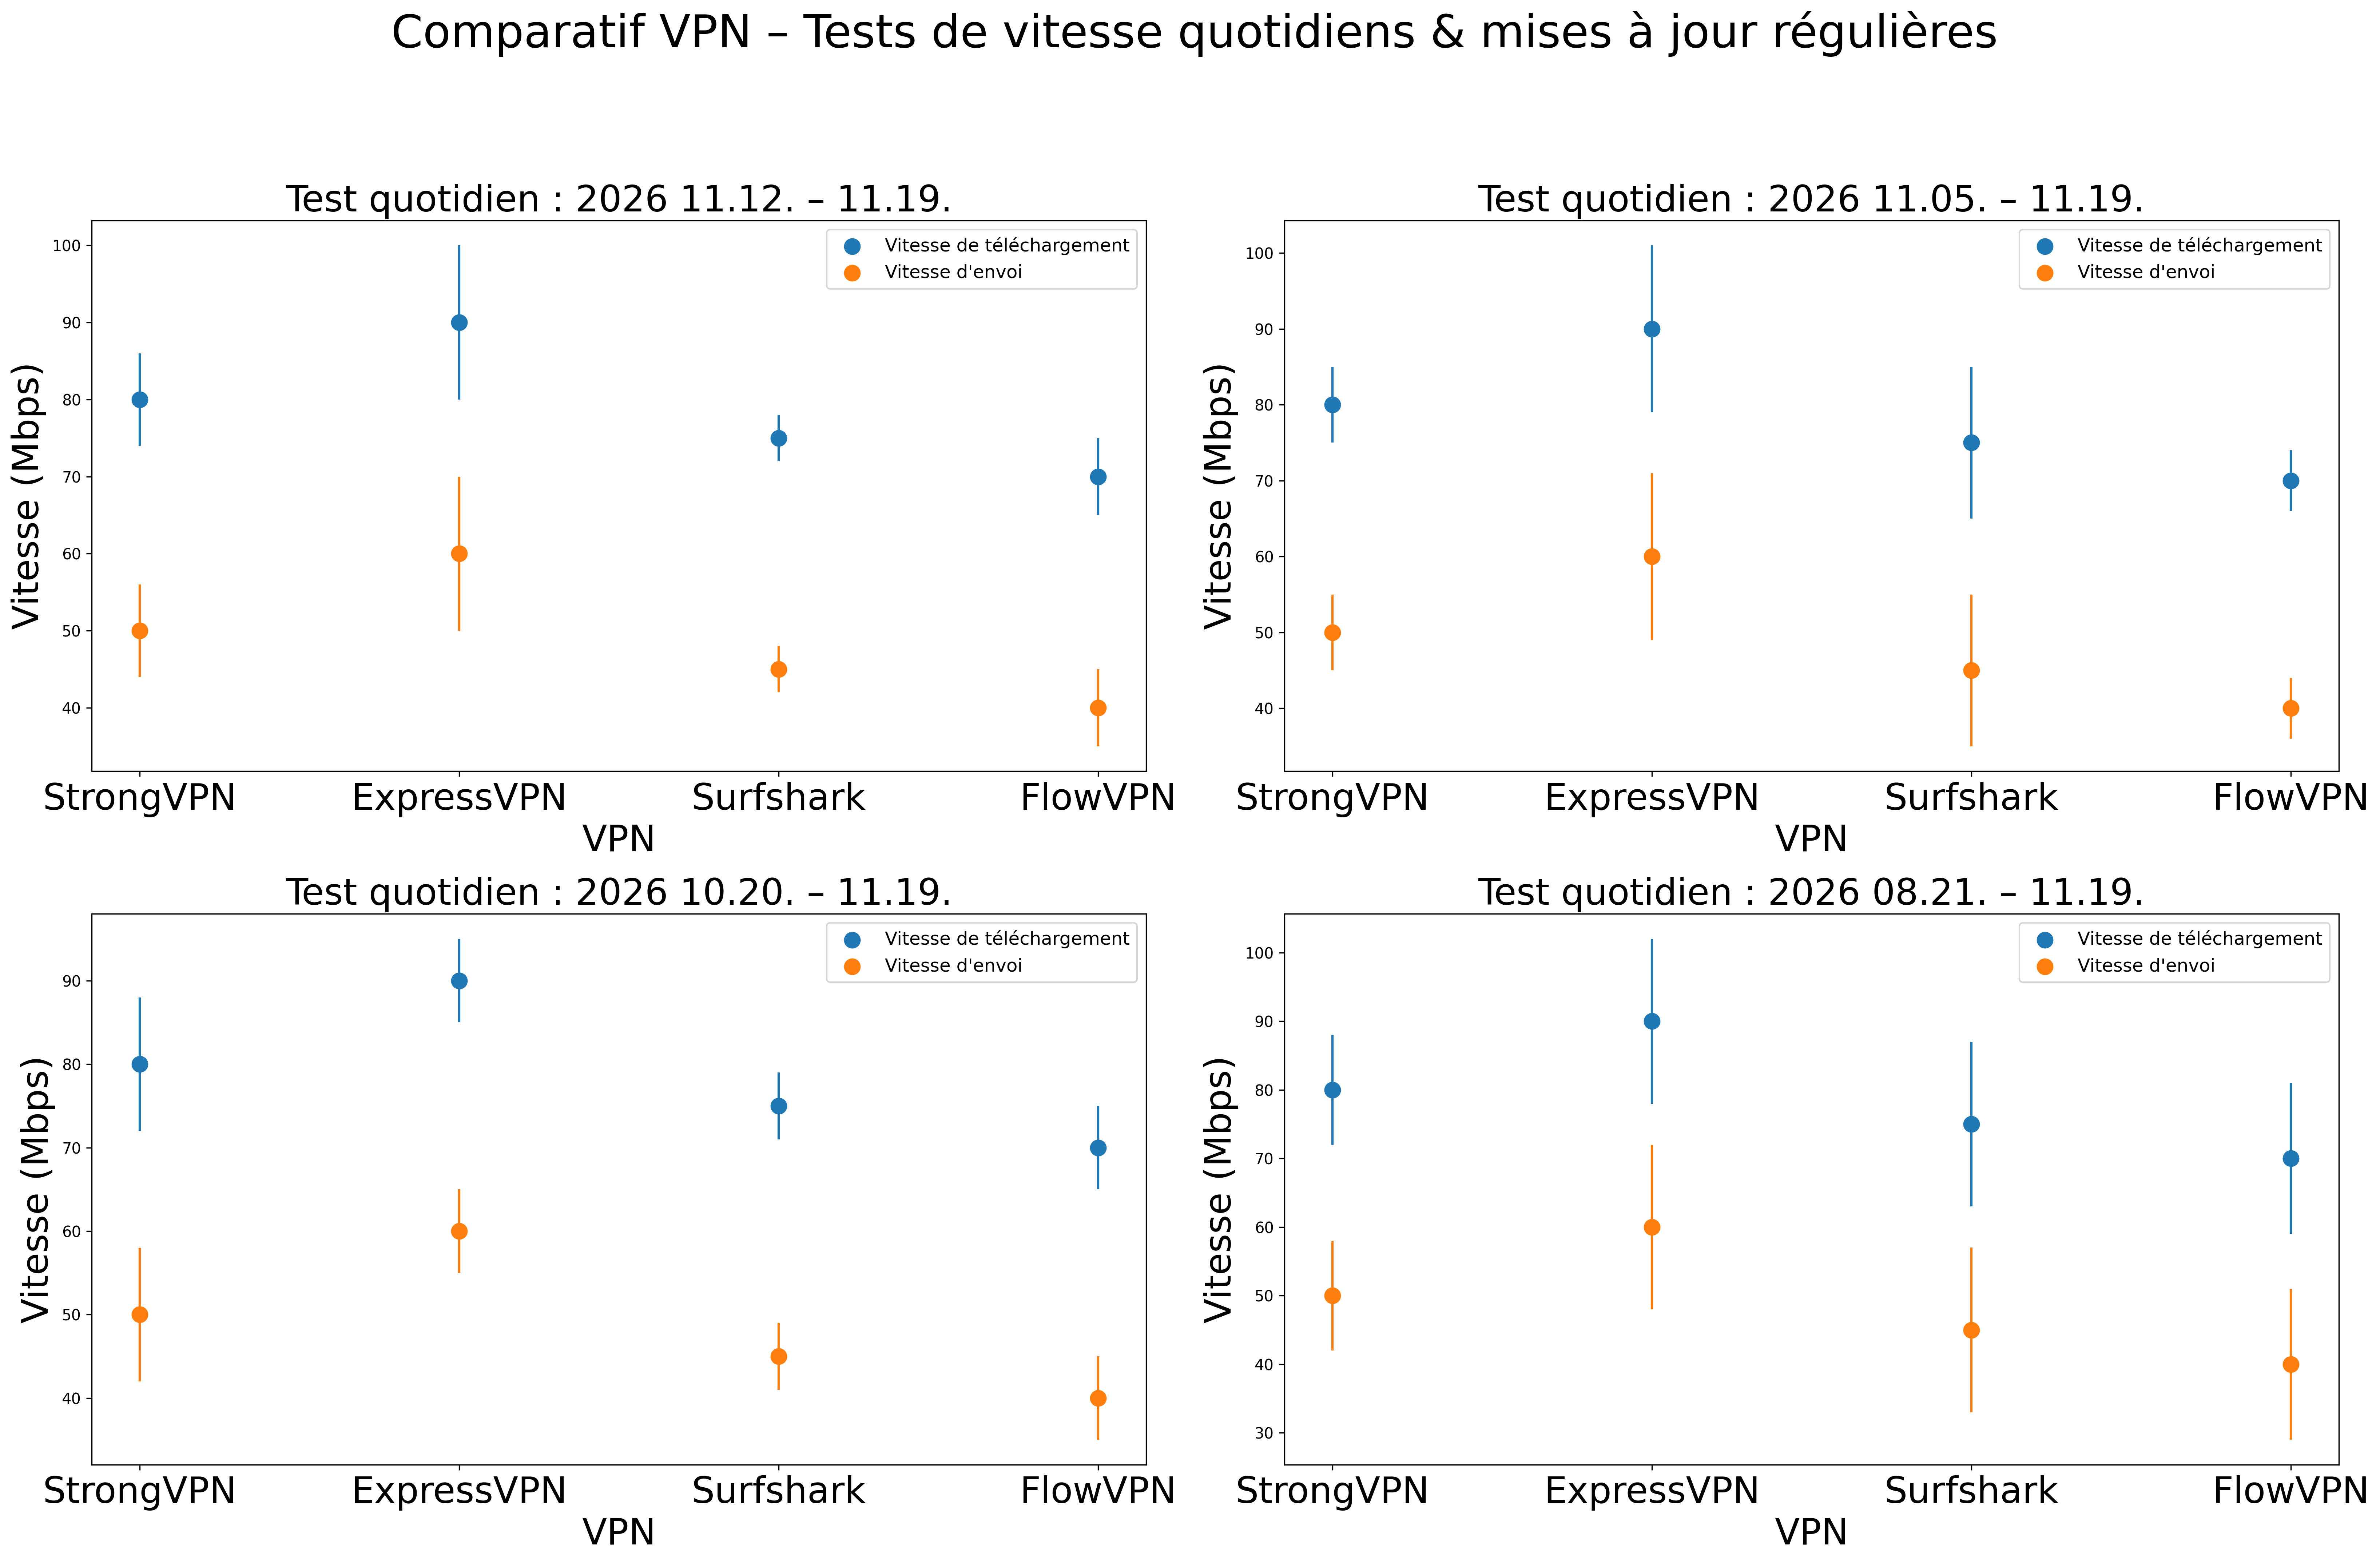 Comparatif VPN – Tests de vitesse quotidiens & mises à jour régulières
Test quotidien : 2026 11.12. – 11.19.
Vitesse (Mbps)
100
90
80
70
60
50
40
Vitesse de téléchargement
Vitesse d'envoi
StrongVPN ExpressVPN Surfshark FlowVPN
VPN
Test quotidien : 2026 11.05. – 11.19.
Vitesse (Mbps)
100
90
80
70
60
50
40
Vitesse de téléchargement
Vitesse d'envoi
StrongVPN ExpressVPN Surfshark FlowVPN
VPN
Test quotidien : 2026 10.20. – 11.19.
Vitesse (Mbps)
90
80
70
60
50
40
Vitesse de téléchargement
Vitesse d'envoi
StrongVPN ExpressVPN Surfshark FlowVPN
VPN
Test quotidien : 2026 08.21. – 11.19.
Vitesse (Mbps)
100
90
80
70
60
50
40
30
Vitesse de téléchargement
Vitesse d'envoi
StrongVPN ExpressVPN Surfshark FlowVPN
VPN